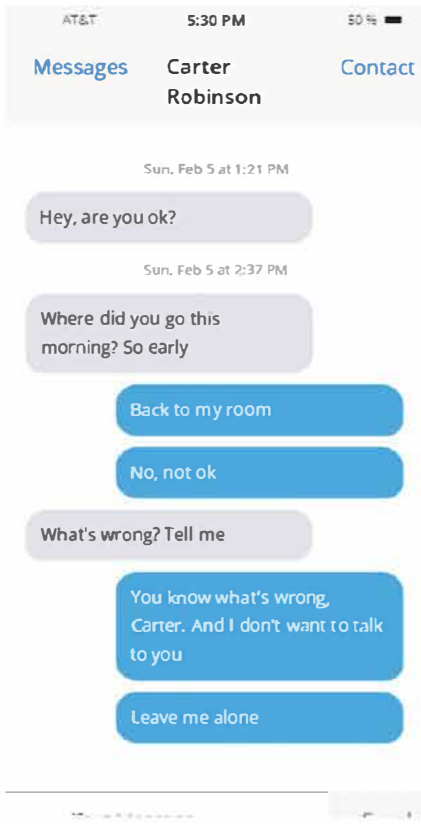 AT&T 5:30 PM 50 %
Messages Carter Contact
Robinson
Sun, Feb 5 at 1:21 PM
Hey, are you ok?
Sun, Feb 5 at 2:37 PM
Where did you go this
morning? So early
Back to my room
No, not ok
What's wrong? Tell me
You know what's wrong,
Carter. And I don't want to talk
to you
Leave me alone